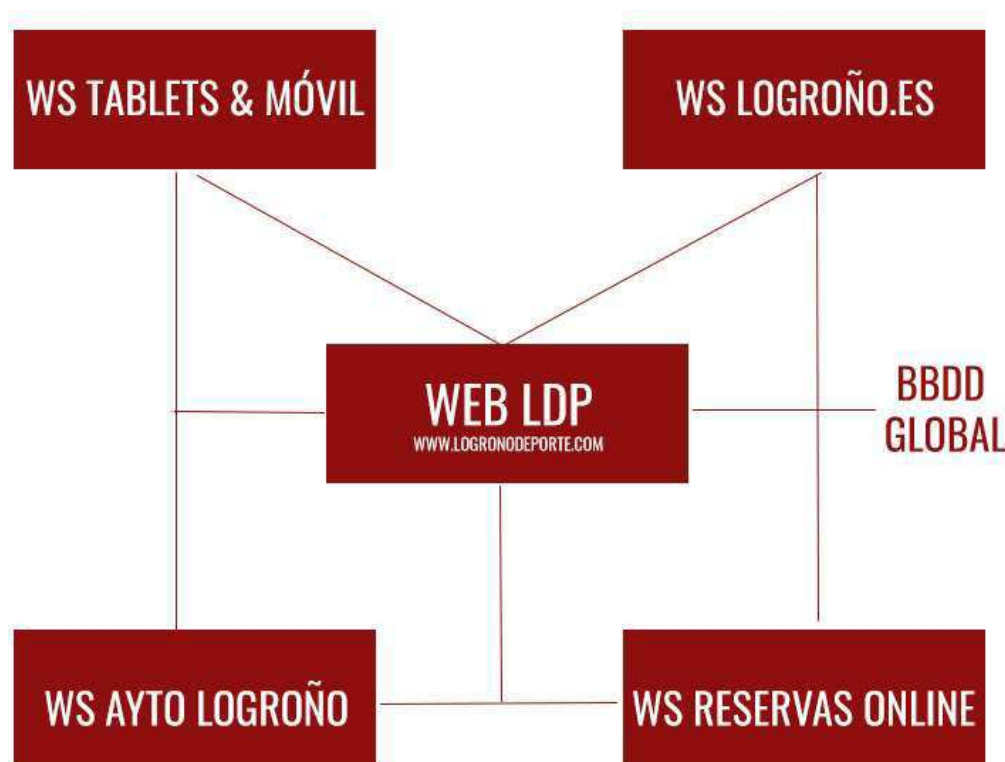 WS TABLETS & MÓVIL
WS LOGROÑO.ES
WEB LDP
WWW.LOGRONODEPORTE.COM
BBDD
GLOBAL
WS AYTO LOGROÑO
WS RESERVAS ONLINE